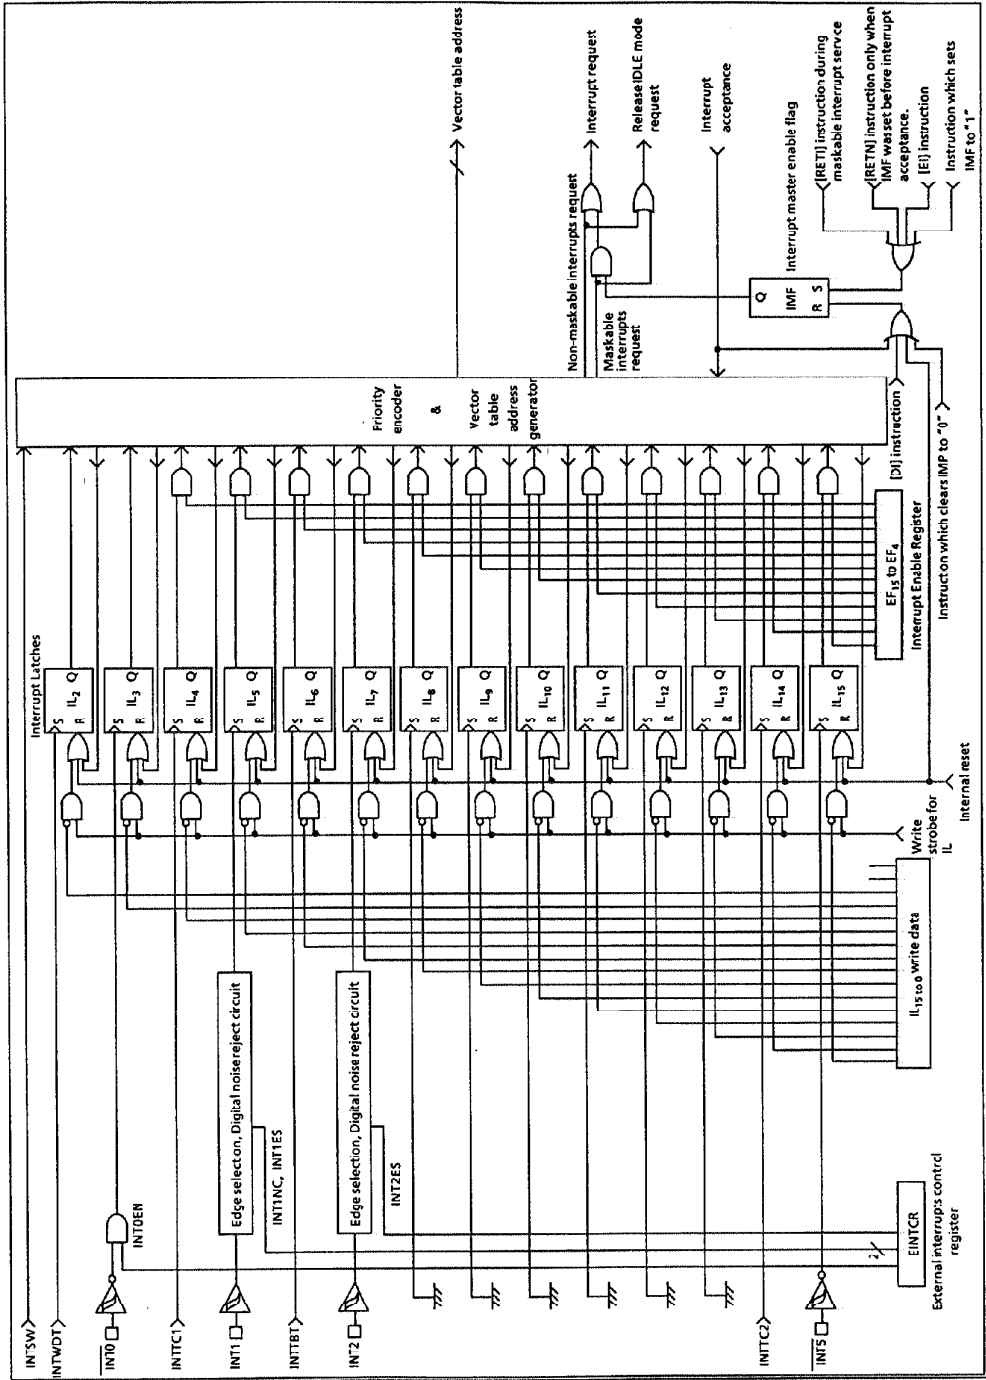 INTSW
INTWDT
INT0
INTTC1
INT1
INTTBT
INT2
INTTC2
INT5
INT0EN
Edge selection, Digital noise reject circuit
INT1NC, INT1ES
Edge selection, Digital noise reject circuit
INT2ES
2
EINTCR
External interrupts control
register
IL15 to 0 write data
Write
strobe for
IL
Internal reset
Interrupt Latches
S
R
IL2 Q
S
R
IL3 Q
S
R
IL4 Q
S
R
IL5 Q
S
R
IL6 Q
S
R
IL7 Q
S
R
IL8 Q
S
R
IL9 Q
S
R
IL10 Q
S
R
IL11 Q
S
R
IL12 Q
S
R
IL13 Q
S
R
IL14 Q
S
R
IL15 Q
EF15 to EF4
Interrupt Enable Register
Instruction which clears IMF to "0"
[DI] instruction
Priority
encoder
&
Vector
table
address
generator
Vector table address
Non-maskable interrupts request
Maskable
interrupts
request
Interrupt request
Release IDLE mode
request
Interrupt
acceptance
Interrupt master enable flag
Q
IMF
R S
[RETI] instruction during
maskable interrupt service
[RETN] instruction only when
IMF was set before interrupt
acceptance.
[EI] instruction
Instruction which sets
IMF to "1"